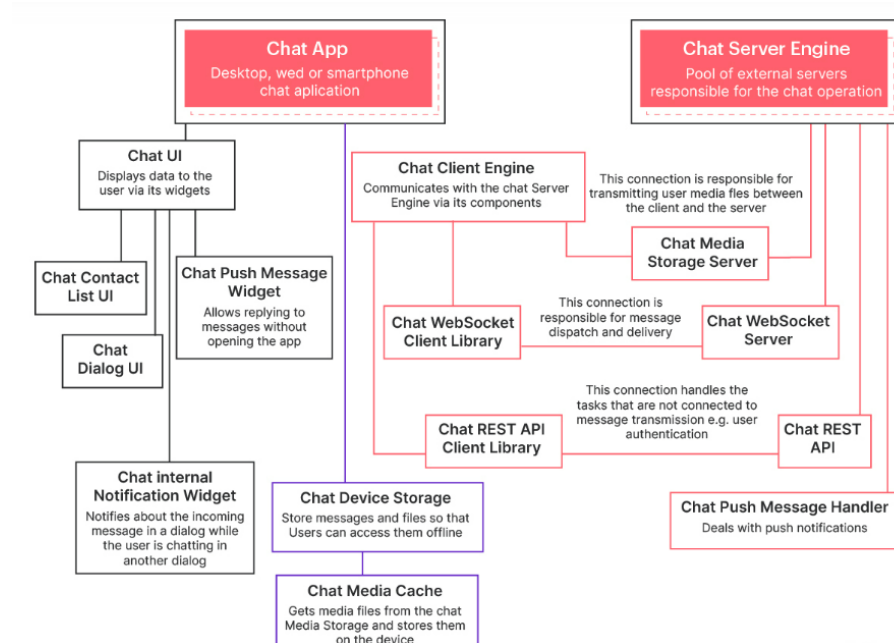 Chat App
Desktop, wed or smartphone
chat aplication
Chat Server Engine
Pool of external servers
responsible for the chat operation
Chat UI
Displays data to the
user via its widgets
Chat Client Engine
Communicates with the chat Server
Engine via its components
This connection is responsible for
transmitting user media fles between
the client and the server
Chat Media
Storage Server
Chat Contact
List UI
Chat Push Message
Widget
Allows replying to
messages without
opening the app
Chat
Dialog UI
Chat WebSocket
Client Library
This connection is
responsible for message
dispatch and delivery
Chat WebSocket
Server
This connection handles the
tasks that are not connected to
message transmission e.g. user
authentication
Chat REST API
Client Library
Chat REST
API
Chat internal
Notification Widget
Notifies about the incoming
message in a dialog while
the user is chatting in
another dialog
Chat Device Storage
Store messages and files so that
Users can access them offline
Chat Push Message Handler
Deals with push notifications
Chat Media Cache
Gets media files from the chat
Media Storage and stores them
on the device